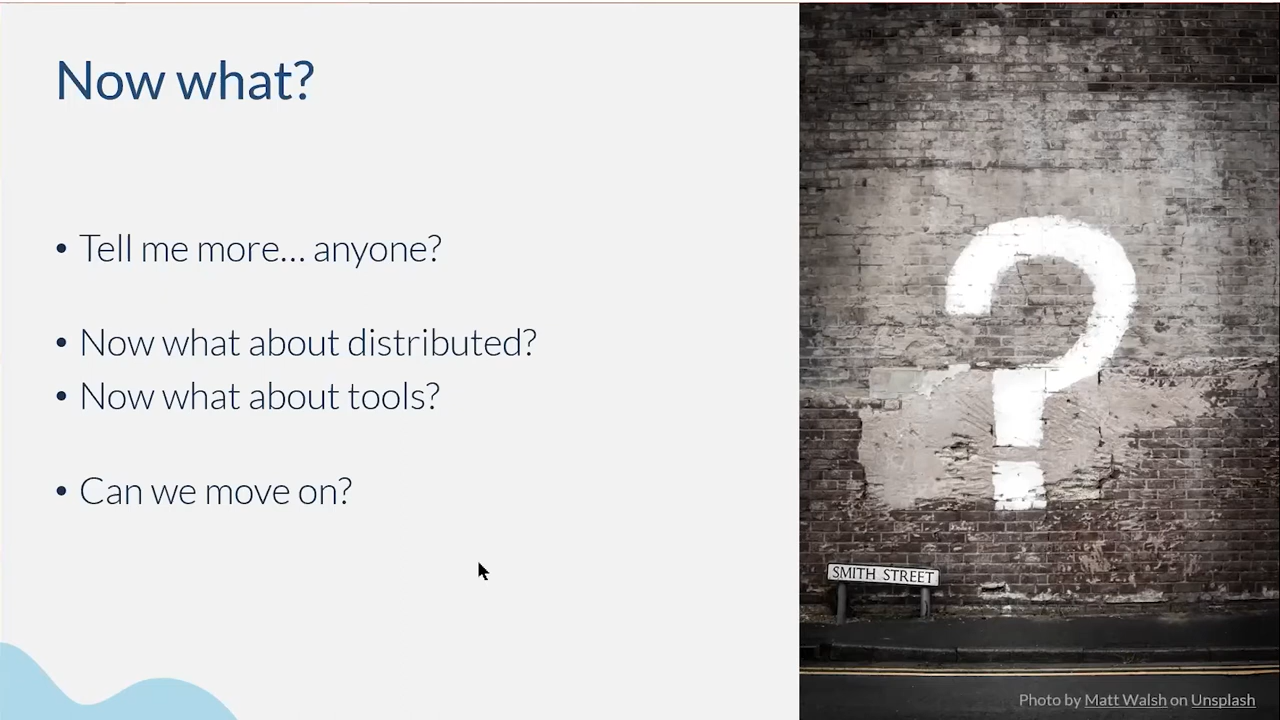 Now what?
• Tell me more... anyone?
• Now what about distributed?
• Now what about tools?
• Can we move on?
SMITH STREET
Photo by Matt Walsh on Unsplash